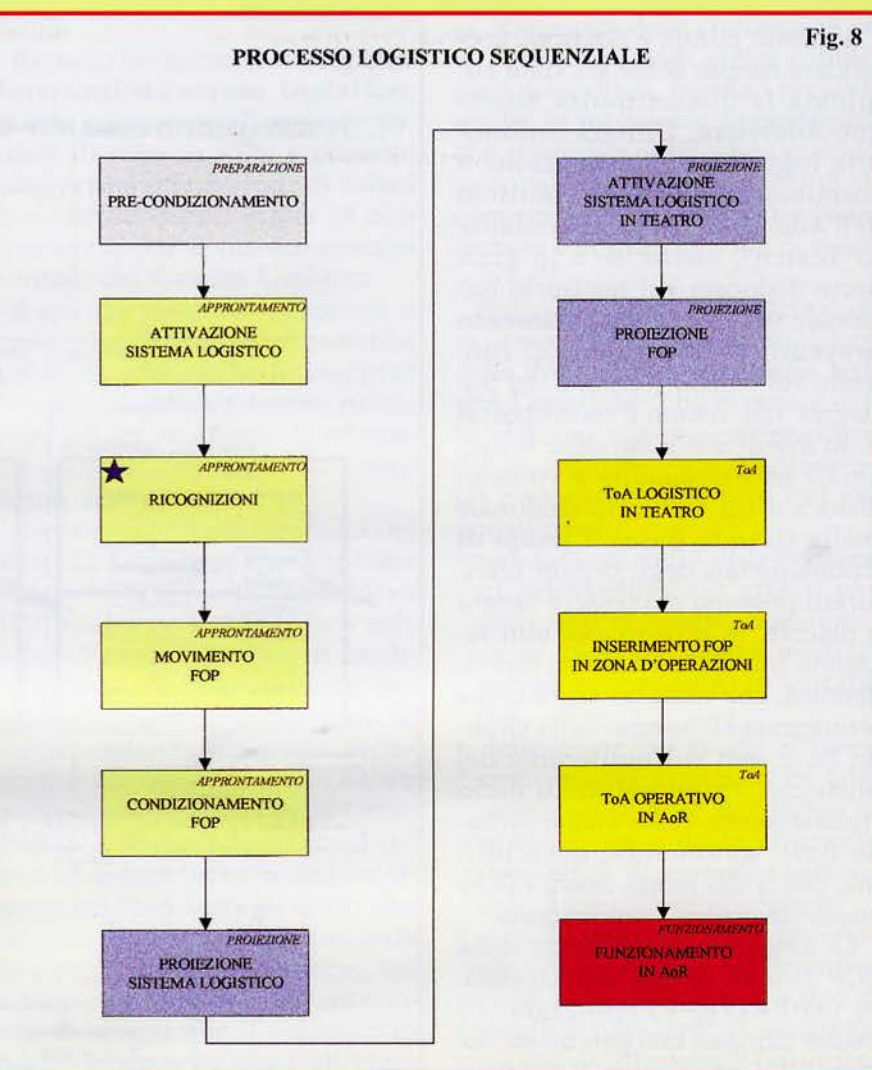 Fig. 8
PROCESSO LOGISTICO SEQUENZIALE
PREPARAZIONE
PRE-CONDIZIONAMENTO
APPRONTAMENTO
ATTIVAZIONE
SISTEMA LOGISTICO
APPRONTAMENTO
RICOGNIZIONI
APPRONTAMENTO
MOVIMENTO
FOP
APPRONTAMENTO
CONDIZIONAMENTO
FOP
PROIEZIONE
PROIEZIONE
SISTEMA LOGISTICO
PROIEZIONE
ATTIVAZIONE
SISTEMA LOGISTICO
IN TEATRO
PROIEZIONE
PROIEZIONE
FOP
ToA
ToA LOGISTICO
IN TEATRO
ToA
INSERIMENTO FOP
IN ZONA D'OPERAZIONI
ToA
ToA OPERATIVO
IN AoR
FUNZIONAMENTO
FUNZIONAMENTO
IN AoR